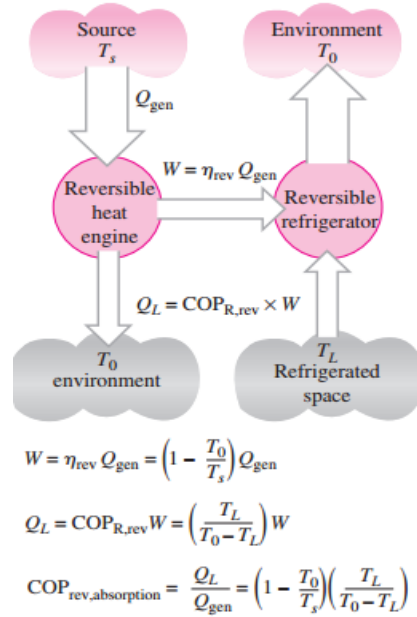 Source
T_s
Environment
T_0
Q_gen
W = η_rev Q_gen
Reversible
heat
engine
Reversible
refrigerator
Q_L = COP_R,rev × W
T_0
environment
T_L
Refrigerated
space
W = η_rev Q_gen = (1 − T_0/T_s) Q_gen
Q_L = COP_R,rev W = (T_L/(T_0 − T_L)) W
COP_rev,absorption = Q_L/Q_gen = (1 − T_0/T_s)(T_L/(T_0 − T_L))